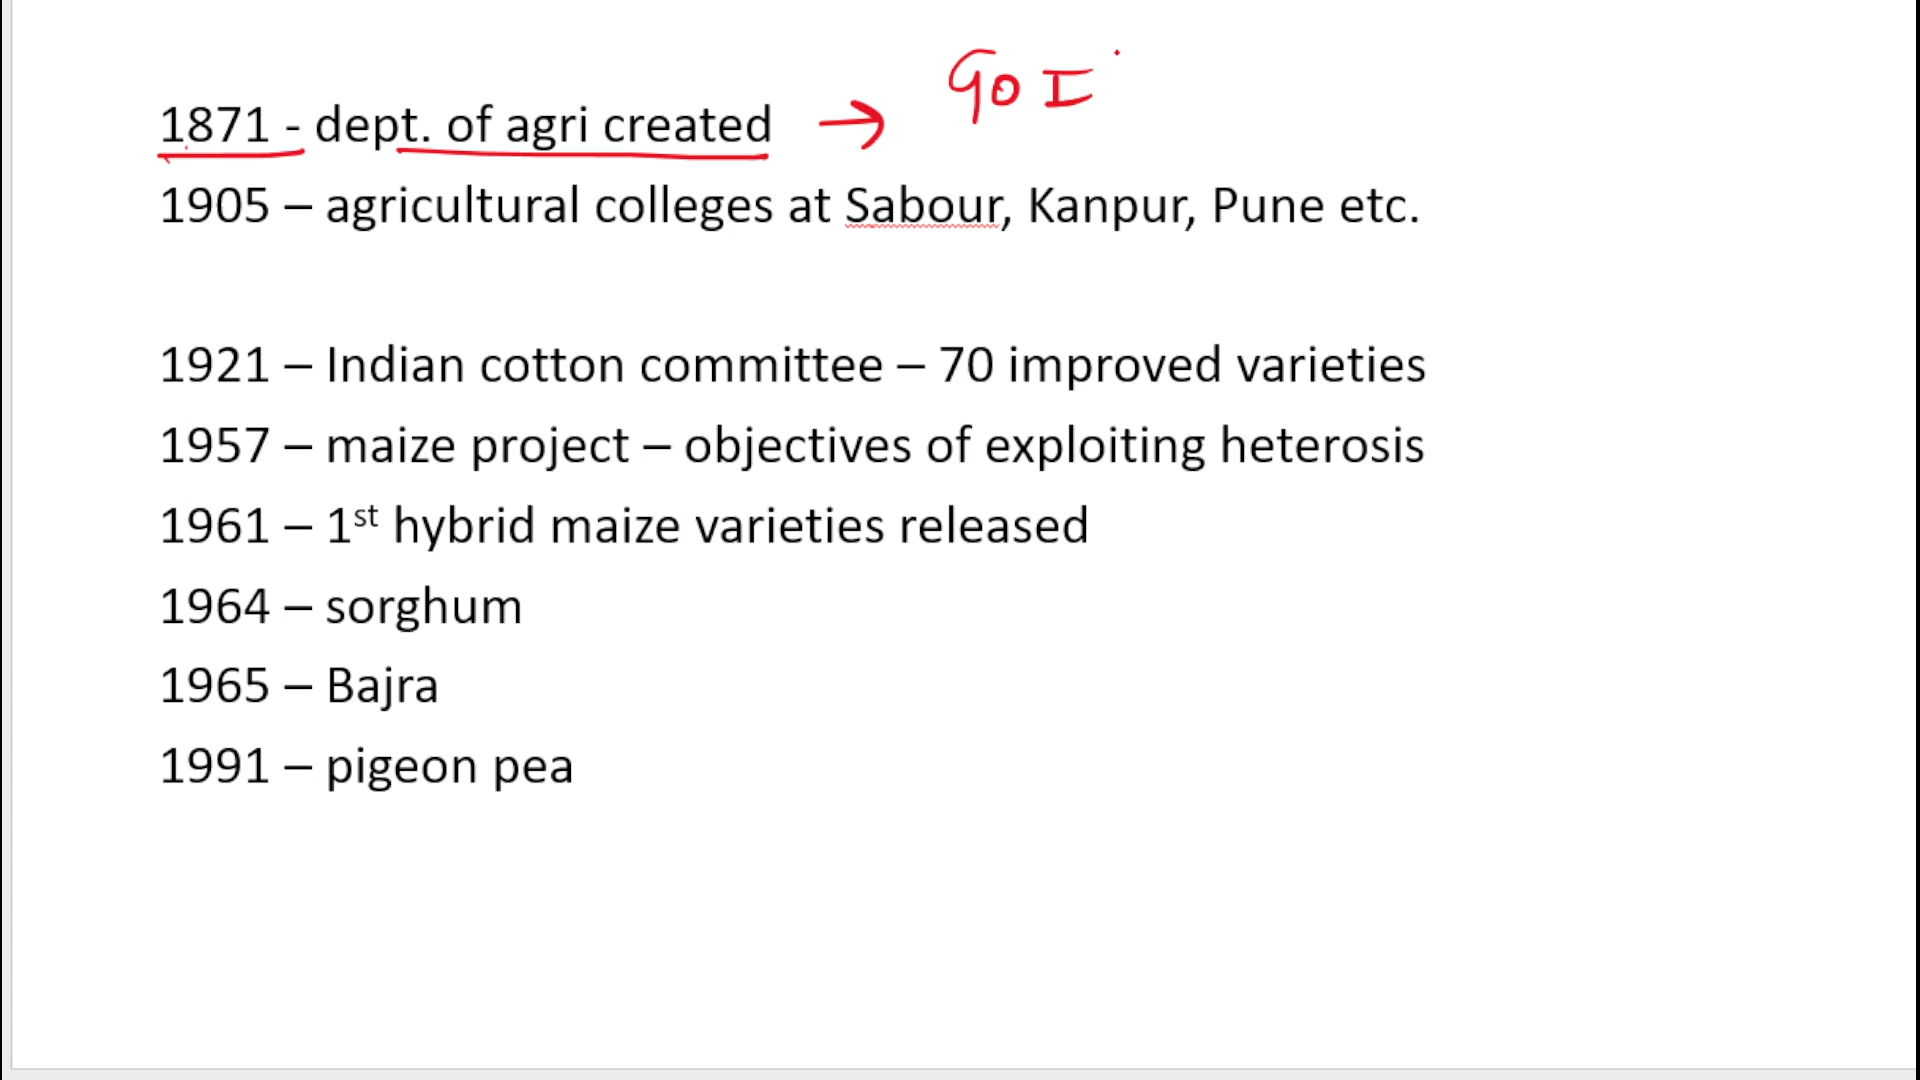 GO I
1871 - dept. of agri created →
1905 – agricultural colleges at Sabour, Kanpur, Pune etc.
1921 – Indian cotton committee – 70 improved varieties
1957 – maize project – objectives of exploiting heterosis
1961 – 1st hybrid maize varieties released
1964 – sorghum
1965 – Bajra
1991 – pigeon pea